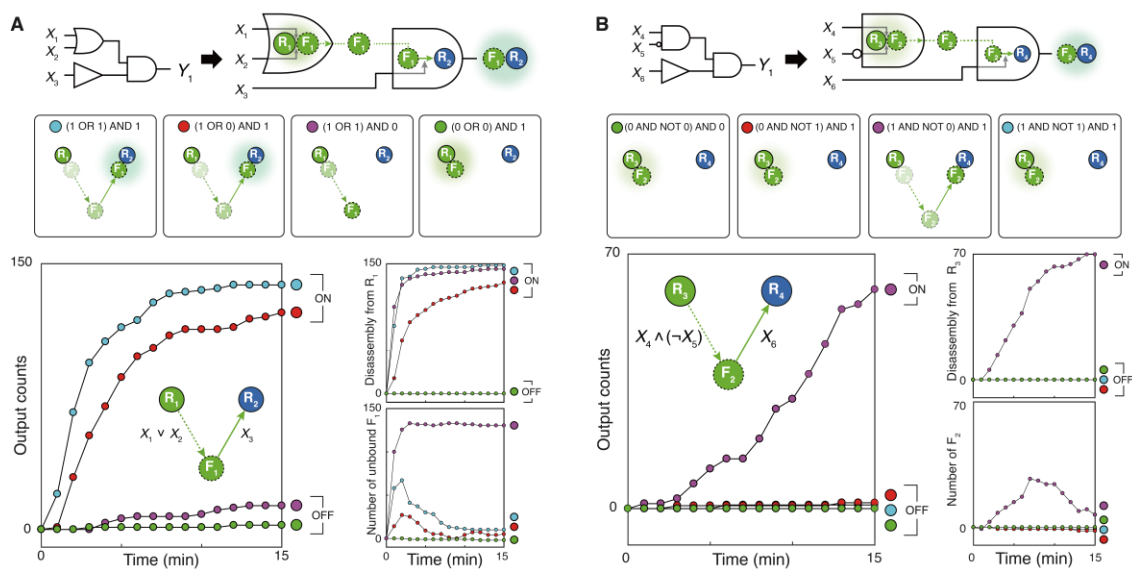 A
X1
X2
X3
Y1
X1
X2
X3
R1
F1
F1
F1
R2
F1
R2
(1 OR 1) AND 1
(1 OR 0) AND 1
(1 OR 1) AND 0
(0 OR 0) AND 1
R1
F1
F1
F1
R2
R1
F1
F1
F1
R2
R1
F1
F1
R2
R1
F1
R2
150
Output counts
0
0
Time (min)
15
ON
OFF
R1
R2
X1 ∨ X2
X3
F1
150
Disassembly from R1
0
ON
OFF
150
Number of unbound F1
0
0
Time (min)
15
B
X4
X5
X6
Y1
X4
X5
X6
R3
F2
F2
F2
R4
F3
R4
(0 AND NOT 0) AND 0
(0 AND NOT 1) AND 1
(1 AND NOT 0) AND 1
(1 AND NOT 1) AND 1
R3
F2
R4
R3
F2
R4
R3
F2
F2
F2
R4
R3
F2
R4
70
Output counts
0
0
Time (min)
15
ON
OFF
R3
R4
X4 ∧ (¬X5)
X6
F2
70
Disassembly from R3
0
ON
OFF
70
Number of F2
0
0
Time (min)
15